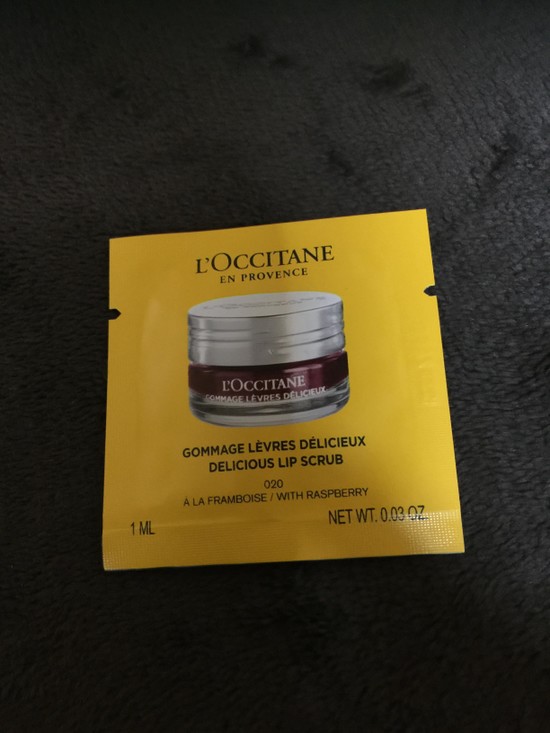 L'OCCITANE
EN PROVENCE
L'OCCITANE
GOMMAGE LÈVRES DÉLICIEUX
GOMMAGE LÈVRES DÉLICIEUX
DELICIOUS LIP SCRUB
020
À LA FRAMBOISE / WITH RASPBERRY
1 ML
NET WT. 0.03 OZ.